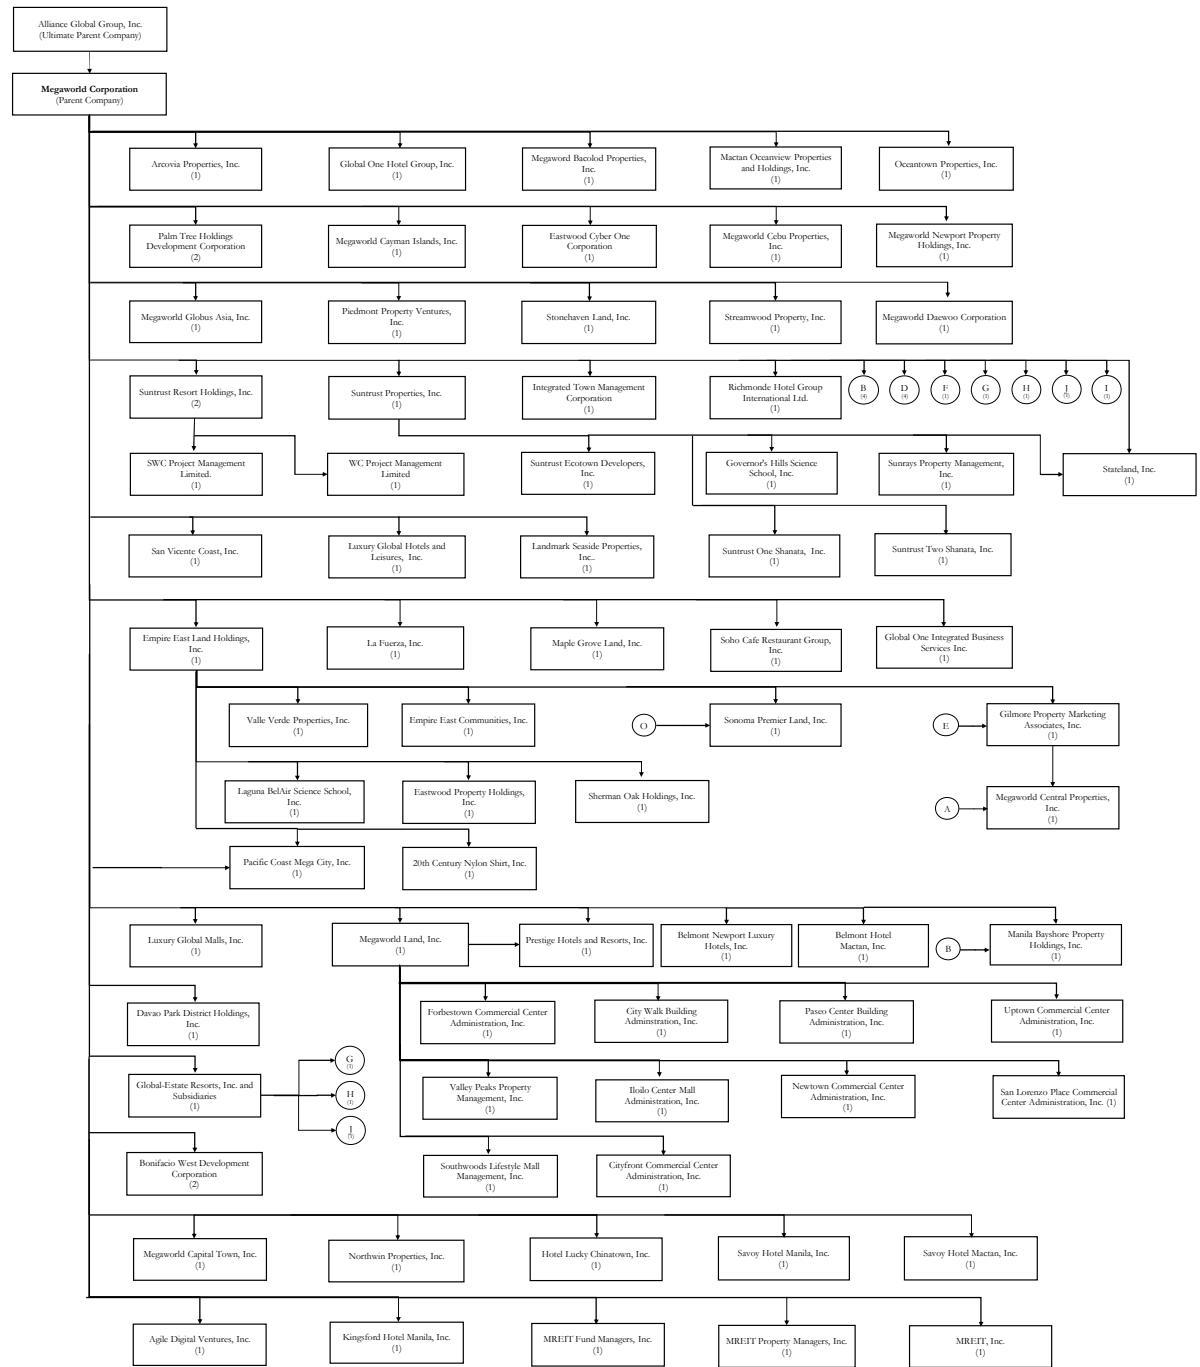 Alliance Global Group, Inc.
(Ultimate Parent Company)
Megaworld Corporation
(Parent Company)
Arcovia Properties, Inc.
(1)
Global One Hotel Group, Inc.
(1)
Megaword Bacolod Properties,
Inc.
(1)
Mactan Oceanview Properties
and Holdings, Inc.
(1)
Oceantown Properties, Inc.
(1)
Palm Tree Holdings
Development Corporation
(2)
Megaworld Cayman Islands, Inc.
(1)
Eastwood Cyber One
Corporation
(1)
Megaworld Cebu Properties,
Inc.
(1)
Megaworld Newport Property
Holdings, Inc.
(1)
Megaworld Globus Asia, Inc.
(1)
Piedmont Property Ventures,
Inc.
(1)
Stonehaven Land, Inc.
(1)
Streamwood Property, Inc.
(1)
Megaworld Daewoo Corporation
(1)
Suntrust Resort Holdings, Inc.
(2)
Suntrust Properties, Inc.
(1)
Integrated Town Management
Corporation
(1)
Richmonde Hotel Group
International Ltd.
(1)
B
(4)
D
(4)
F
(1)
G
(1)
H
(1)
J
(1)
I
(1)
SWC Project Management
Limited.
(1)
WC Project Management
Limited
(1)
Suntrust Ecotown Developers,
Inc.
(1)
Governor's Hills Science
School, Inc.
(1)
Sunrays Property Management,
Inc.
(1)
Stateland, Inc.
(1)
San Vicente Coast, Inc.
(1)
Luxury Global Hotels and
Leisures, Inc.
(1)
Landmark Seaside Properties,
Inc..
(1)
Suntrust One Shanata, Inc.
(1)
Suntrust Two Shanata, Inc.
(1)
Empire East Land Holdings,
Inc.
(1)
La Fuerza, Inc.
(1)
Maple Grove Land, Inc.
(1)
Soho Cafe Restaurant Group,
Inc.
(1)
Global One Integrated Business
Services Inc.
(1)
Valle Verde Properties, Inc.
(1)
Empire East Communities, Inc.
(1)
O
Sonoma Premier Land, Inc.
(1)
E
Gilmore Property Marketing
Associates, Inc.
(1)
Laguna BelAir Science School,
Inc.
(1)
Eastwood Property Holdings,
Inc.
(1)
Sherman Oak Holdings, Inc.
(1)
A
Megaworld Central Properties,
Inc.
(1)
Pacific Coast Mega City, Inc.
(1)
20th Century Nylon Shirt, Inc.
(1)
Luxury Global Malls, Inc.
(1)
Megaworld Land, Inc.
(1)
Prestige Hotels and Resorts, Inc.
(1)
Belmont Newport Luxury
Hotels, Inc.
(1)
Belmont Hotel
Mactan, Inc.
(1)
B
Manila Bayshore Property
Holdings, Inc.
(1)
Davao Park District Holdings,
Inc.
(1)
Forbestown Commercial Center
Administration, Inc.
(1)
City Walk Building
Adminstration, Inc.
(1)
Paseo Center Building
Administration, Inc.
(1)
Uptown Commercial Center
Administration, Inc.
(1)
Global-Estate Resorts, Inc. and
Subsidiaries
(1)
G
(1)
H
(1)
J
(1)
Valley Peaks Property
Management, Inc.
(1)
Iloilo Center Mall
Administration, Inc.
(1)
Newtown Commercial Center
Administration, Inc.
(1)
San Lorenzo Place Commercial
Center Administration, Inc. (1)
Bonifacio West Development
Corporation
(2)
Southwoods Lifestyle Mall
Management, Inc.
(1)
Cityfront Commercial Center
Administration, Inc.
(1)
Megaworld Capital Town, Inc.
(1)
Northwin Properties, Inc.
(1)
Hotel Lucky Chinatown, Inc.
(1)
Savoy Hotel Manila, Inc.
(1)
Savoy Hotel Mactan, Inc.
(1)
Agile Digital Ventures, Inc.
(1)
Kingsford Hotel Manila, Inc.
(1)
MREIT Fund Managers, Inc.
(1)
MREIT Property Managers, Inc.
(1)
MREIT, Inc.
(1)